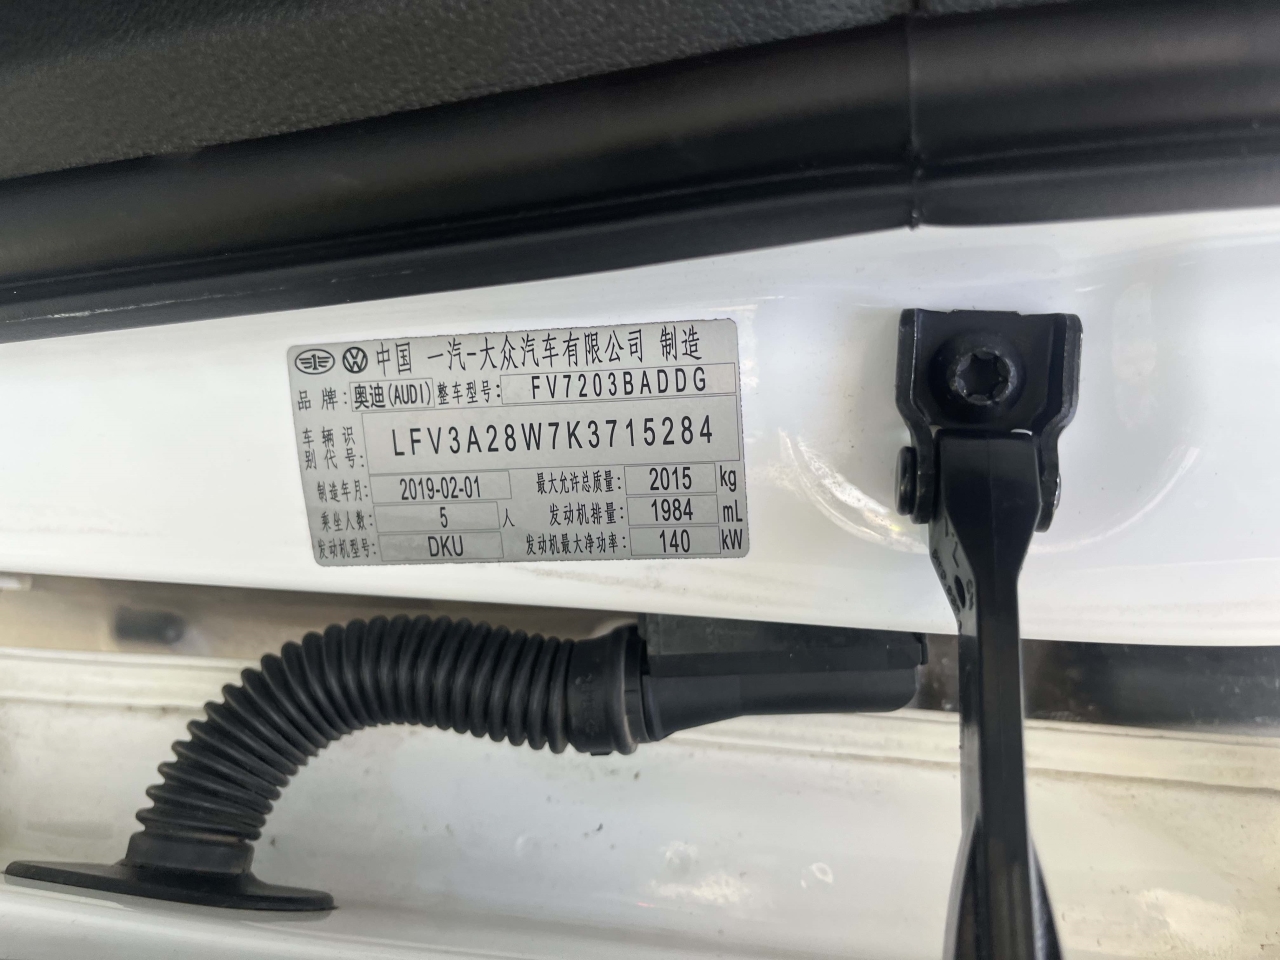 中国 一汽-大众汽车有限公司 制造
品 牌: 奥迪(AUDI) 整车型号: FV7203BADDG
车辆识别代号: LFV3A28W7K3715284
制造年月: 2019-02-01 最大允许总质量: 2015 kg
乘坐人数: 5 人 发动机排量: 1984 mL
发动机型号: DKU 发动机最大净功率: 140 kW